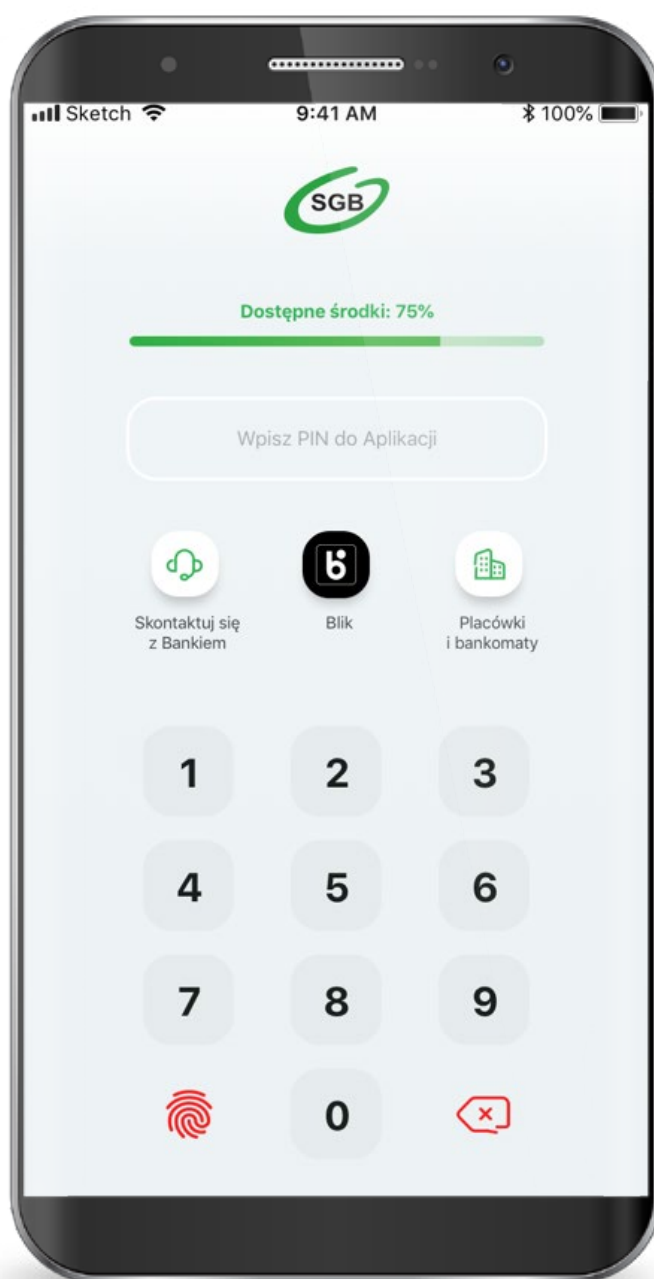 Sketch 9:41 AM 100%
SGB
Dostępne środki: 75%
Wpisz PIN do Aplikacji
Skontaktuj się
z Bankiem
Blik
Placówki
i bankomaty
1 2 3
4 5 6
7 8 9
0